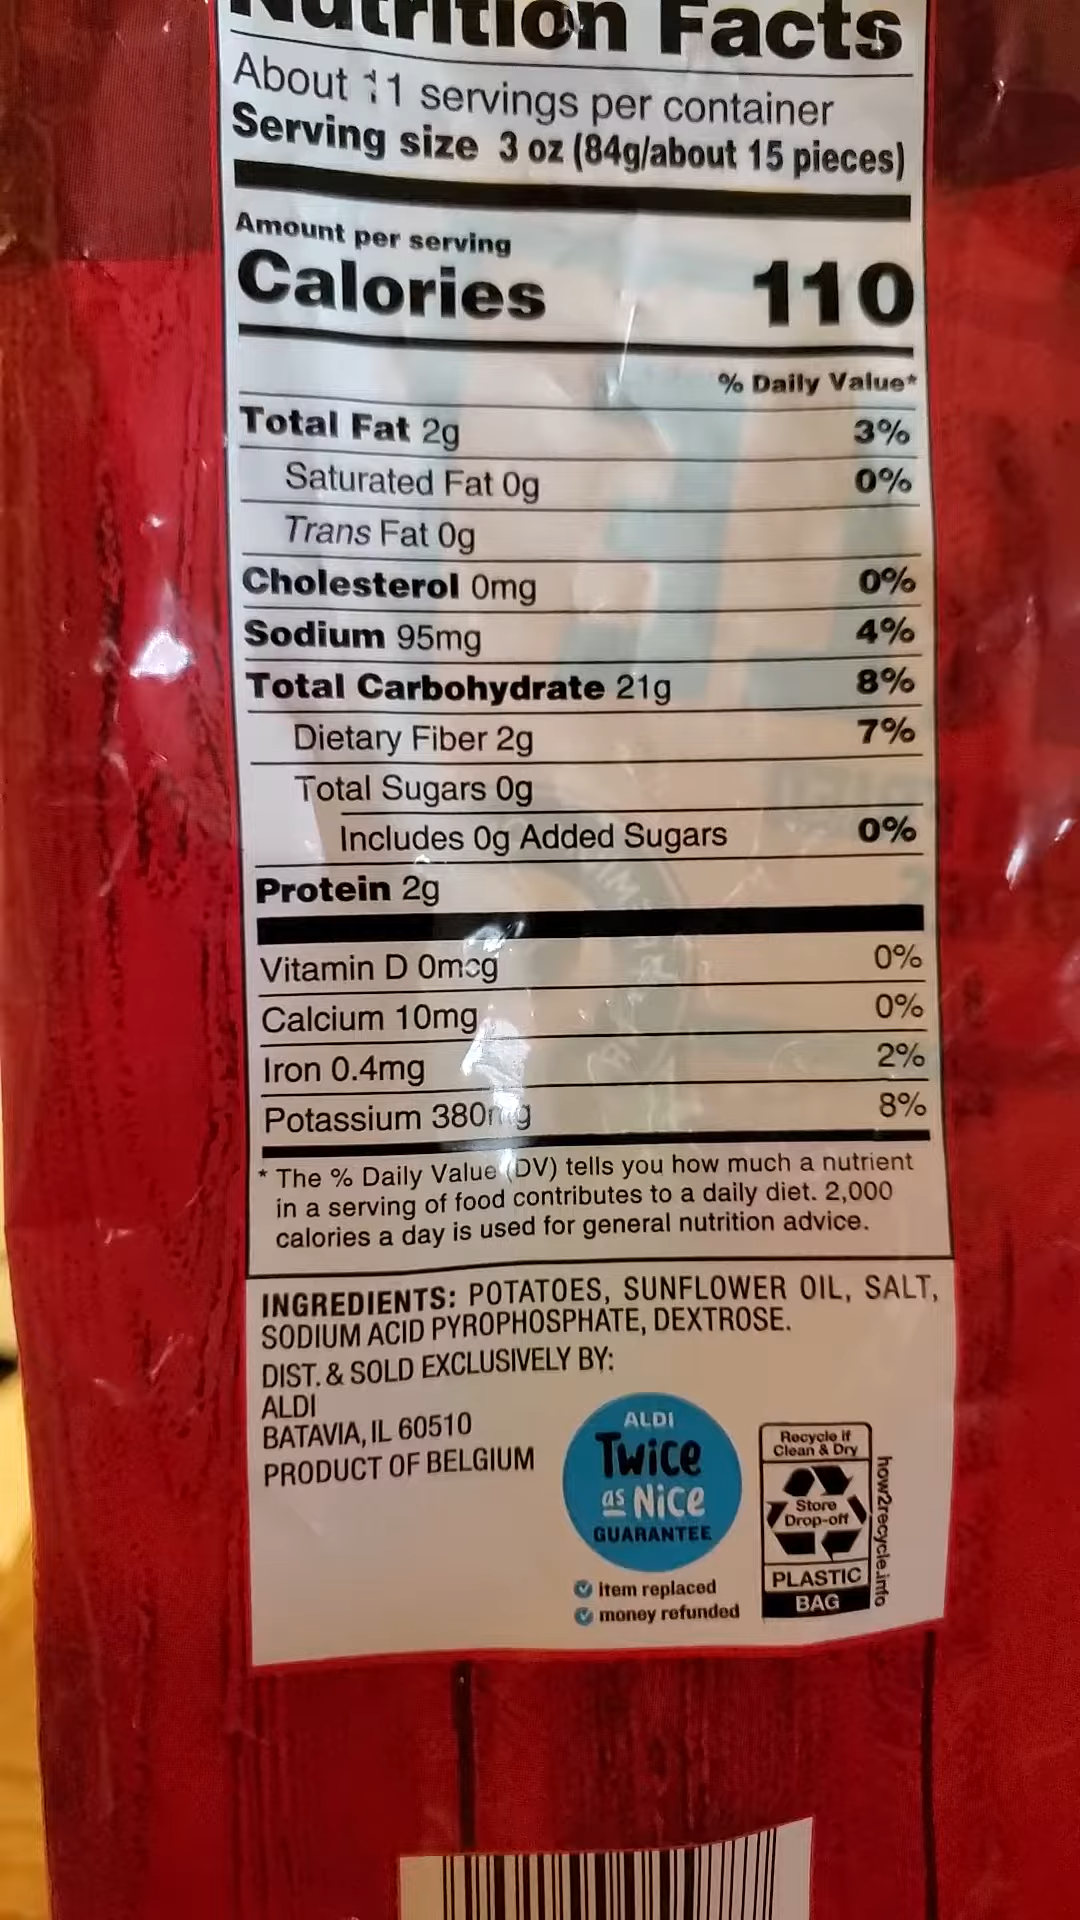 Nutrition Facts
About 11 servings per container
Serving size 3 oz (84g/about 15 pieces)
Amount per serving
Calories 110
% Daily Value*
Total Fat 2g 3%
Saturated Fat 0g 0%
Trans Fat 0g
Cholesterol 0mg 0%
Sodium 95mg 4%
Total Carbohydrate 21g 8%
Dietary Fiber 2g 7%
Total Sugars 0g
Includes 0g Added Sugars 0%
Protein 2g
Vitamin D 0mcg 0%
Calcium 10mg 0%
Iron 0.4mg 2%
Potassium 380mg 8%
* The % Daily Value (DV) tells you how much a nutrient
in a serving of food contributes to a daily diet. 2,000
calories a day is used for general nutrition advice.
INGREDIENTS: POTATOES, SUNFLOWER OIL, SALT,
SODIUM ACID PYROPHOSPHATE, DEXTROSE.
DIST. & SOLD EXCLUSIVELY BY:
ALDI
BATAVIA, IL 60510
PRODUCT OF BELGIUM
ALDI
Twice
as Nice
GUARANTEE
item replaced
money refunded
Recycle if
Clean & Dry
Store
Drop-off
PLASTIC
BAG
how2recycle.info